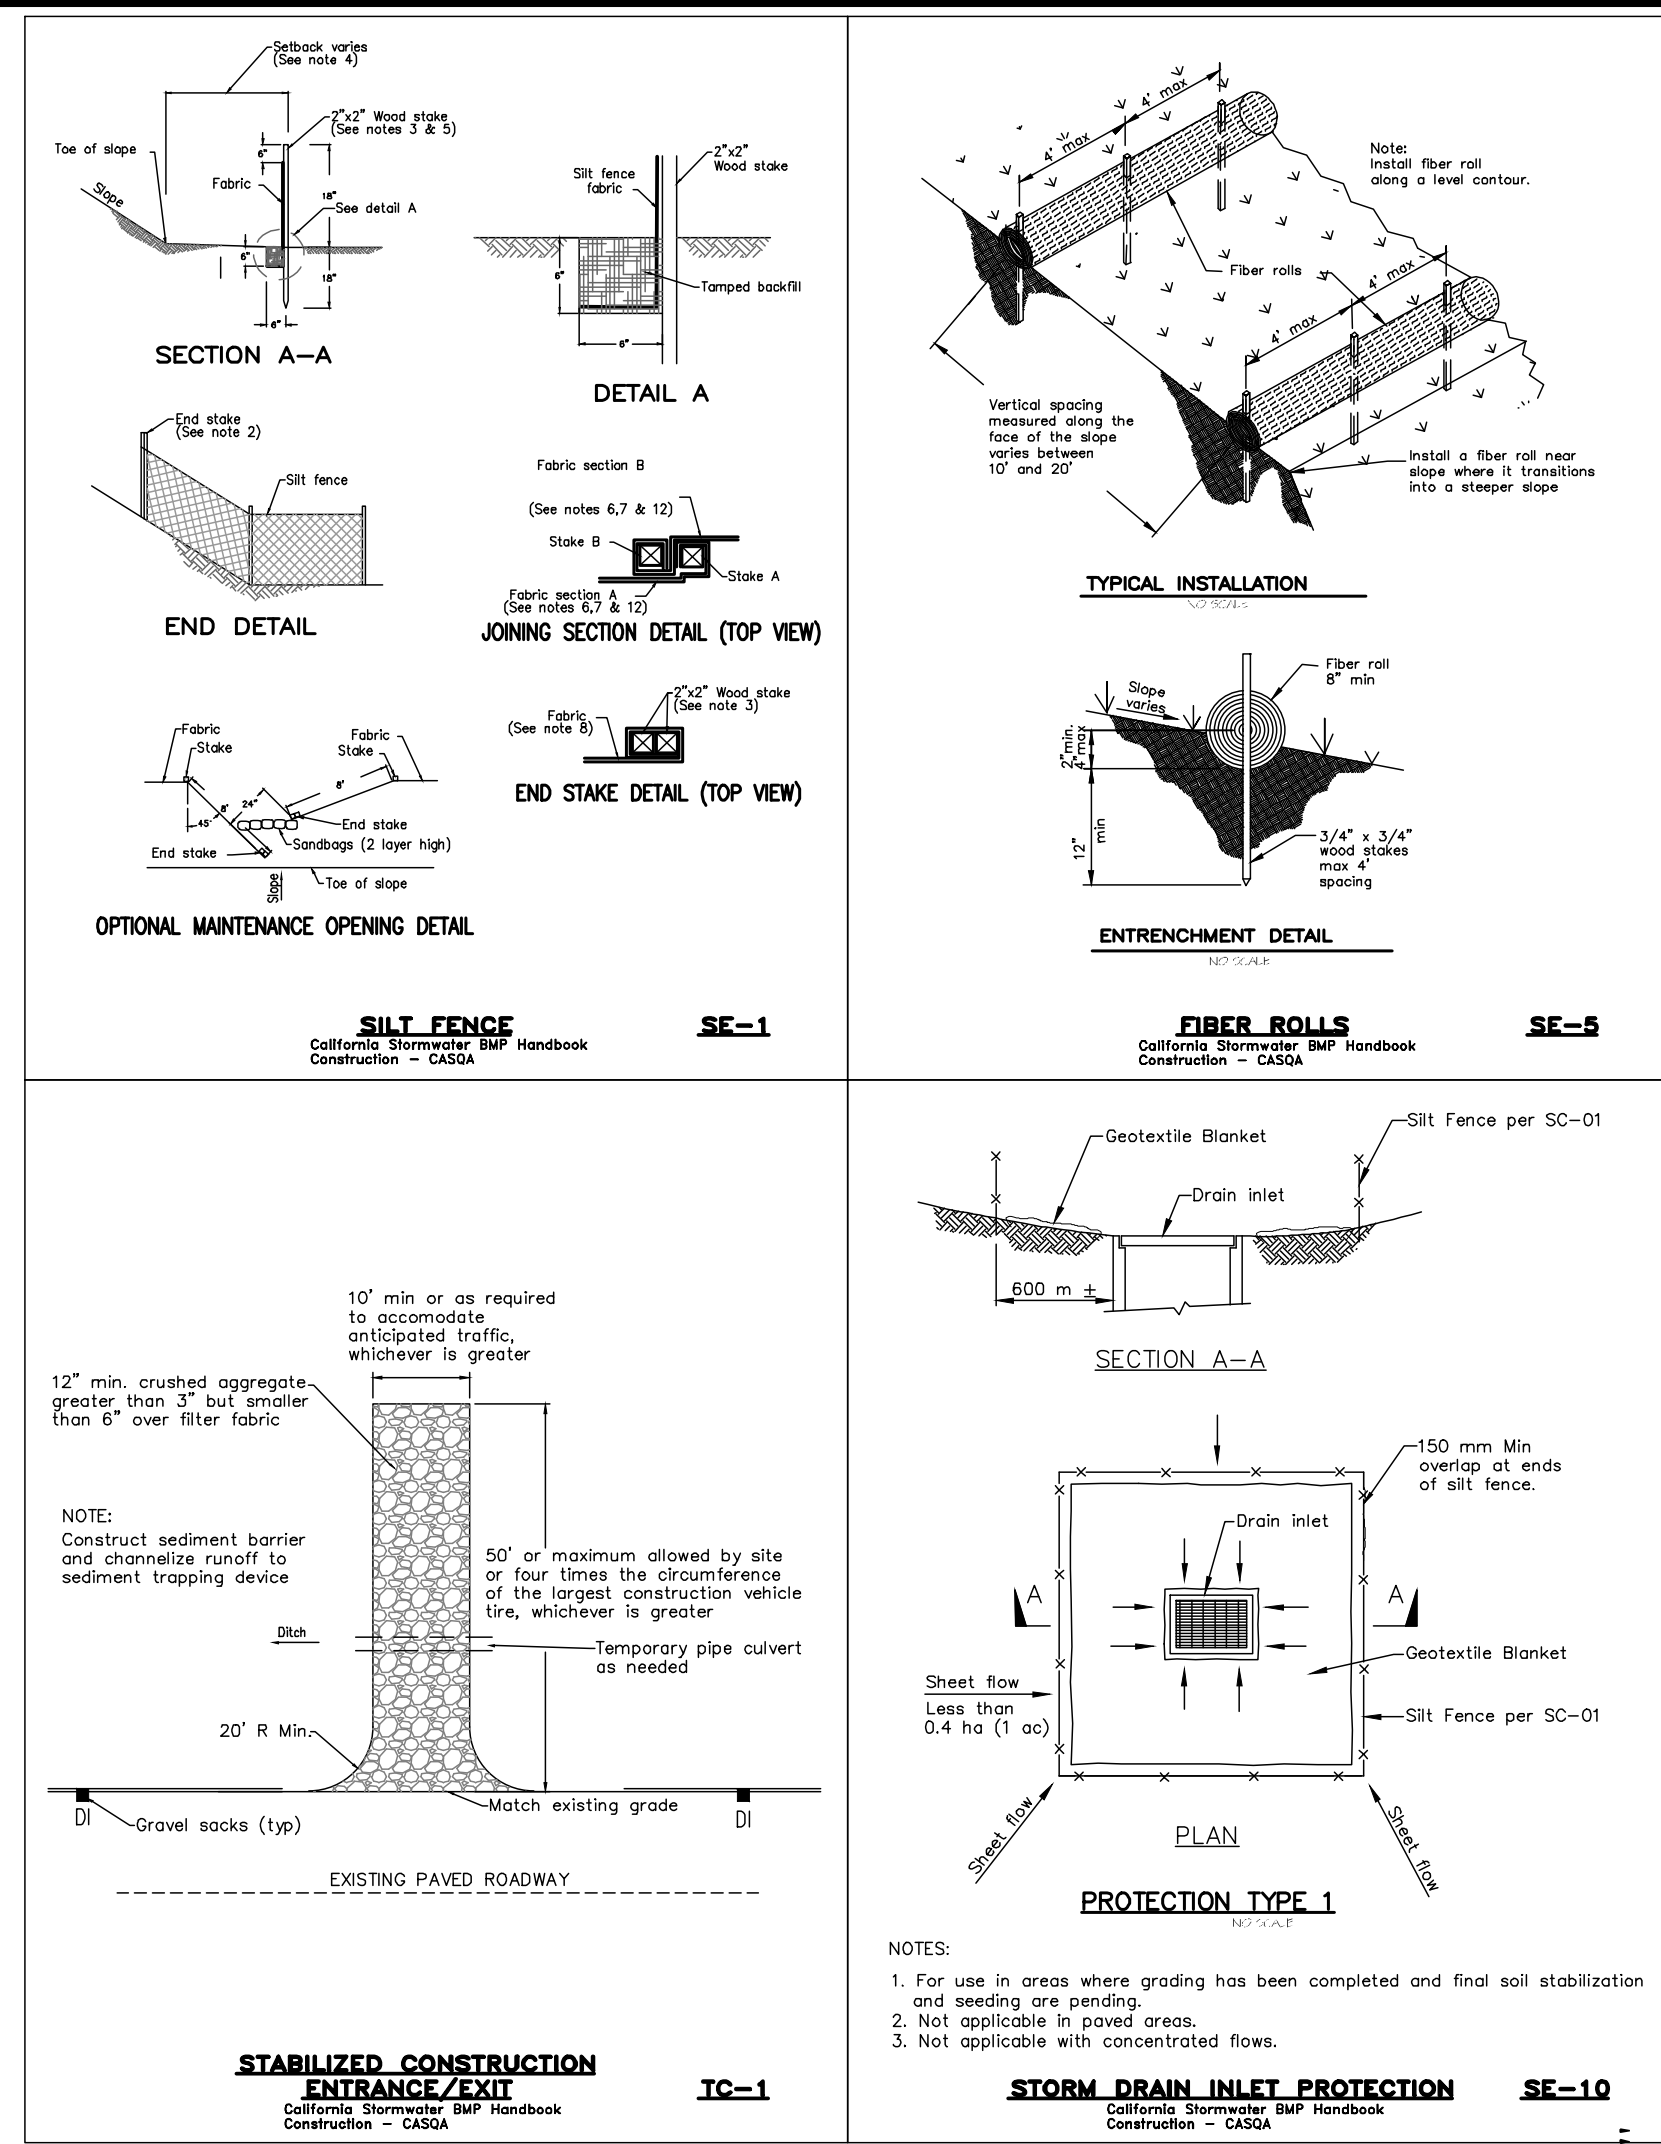 Setback varies
(See note 4)
2"x2" Wood stake
(See notes 3 & 5)
Toe of slope
6"
Fabric
Slope
18"
See detail A
6"
18"
6"
SECTION A-A
2"x2"
Wood stake
Silt fence
fabric
6"
Tamped backfill
6"
DETAIL A
End stake
(See note 2)
Silt fence
END DETAIL
Fabric section B
(See notes 6,7 & 12)
Stake B
Stake A
Fabric section A
(See notes 6,7 & 12)
JOINING SECTION DETAIL (TOP VIEW)
2"x2" Wood stake
(See note 3)
Fabric
(See note 8)
END STAKE DETAIL (TOP VIEW)
Fabric
Stake
Fabric
Stake
8'
24"
8'
45°
End stake
Sandbags (2 layer high)
End stake
Toe of slope
Slope
OPTIONAL MAINTENANCE OPENING DETAIL
SILT FENCE
SE-1
California Stormwater BMP Handbook
Construction - CASQA
4' max
4' max
Note:
Install fiber roll
along a level contour.
Fiber rolls
4' max
4' max
Vertical spacing
measured along the
face of the slope
varies between
10' and 20'
Install a fiber roll near
slope where it transitions
into a steeper slope
TYPICAL INSTALLATION
NO SCALE
Fiber roll
8" min
Slope
varies
2"min.
4"max
12"
min
3/4" x 3/4"
wood stakes
max 4'
spacing
ENTRENCHMENT DETAIL
NO SCALE
FIBER ROLLS
SE-5
California Stormwater BMP Handbook
Construction - CASQA
10' min or as required
to accomodate
anticipated traffic,
whichever is greater
12" min. crushed aggregate
greater than 3" but smaller
than 6" over filter fabric
NOTE:
Construct sediment barrier
and channelize runoff to
sediment trapping device
50' or maximum allowed by site
or four times the circumference
of the largest construction vehicle
tire, whichever is greater
Ditch
Temporary pipe culvert
as needed
20' R Min.
Match existing grade
DI
Gravel sacks (typ)
DI
EXISTING PAVED ROADWAY
STABILIZED CONSTRUCTION
ENTRANCE/EXIT
TC-1
California Stormwater BMP Handbook
Construction - CASQA
Silt Fence per SC-01
Geotextile Blanket
Drain inlet
600 m ±
SECTION A-A
150 mm Min
overlap at ends
of silt fence.
Drain inlet
A
A
Geotextile Blanket
Sheet flow
Less than
0.4 ha (1 ac)
Silt Fence per SC-01
Sheet flow
Sheet flow
PLAN
PROTECTION TYPE 1
NO SCALE
NOTES:
1. For use in areas where grading has been completed and final soil stabilization
and seeding are pending.
2. Not applicable in paved areas.
3. Not applicable with concentrated flows.
STORM DRAIN INLET PROTECTION
SE-10
California Stormwater BMP Handbook
Construction - CASQA